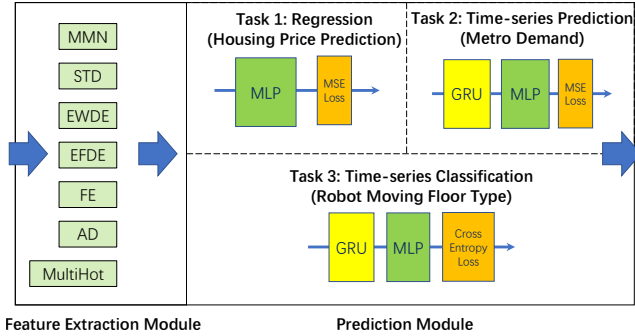 MMN
STD
EWDE
EFDE
FE
AD
MultiHot
Feature Extraction Module
Task 1: Regression
(Housing Price Prediction)
MLP
MSE
Loss
Task 2: Time-series Prediction
(Metro Demand)
GRU
MLP
MSE
Loss
Task 3: Time-series Classification
(Robot Moving Floor Type)
GRU
MLP
Cross
Entropy
Loss
Prediction Module